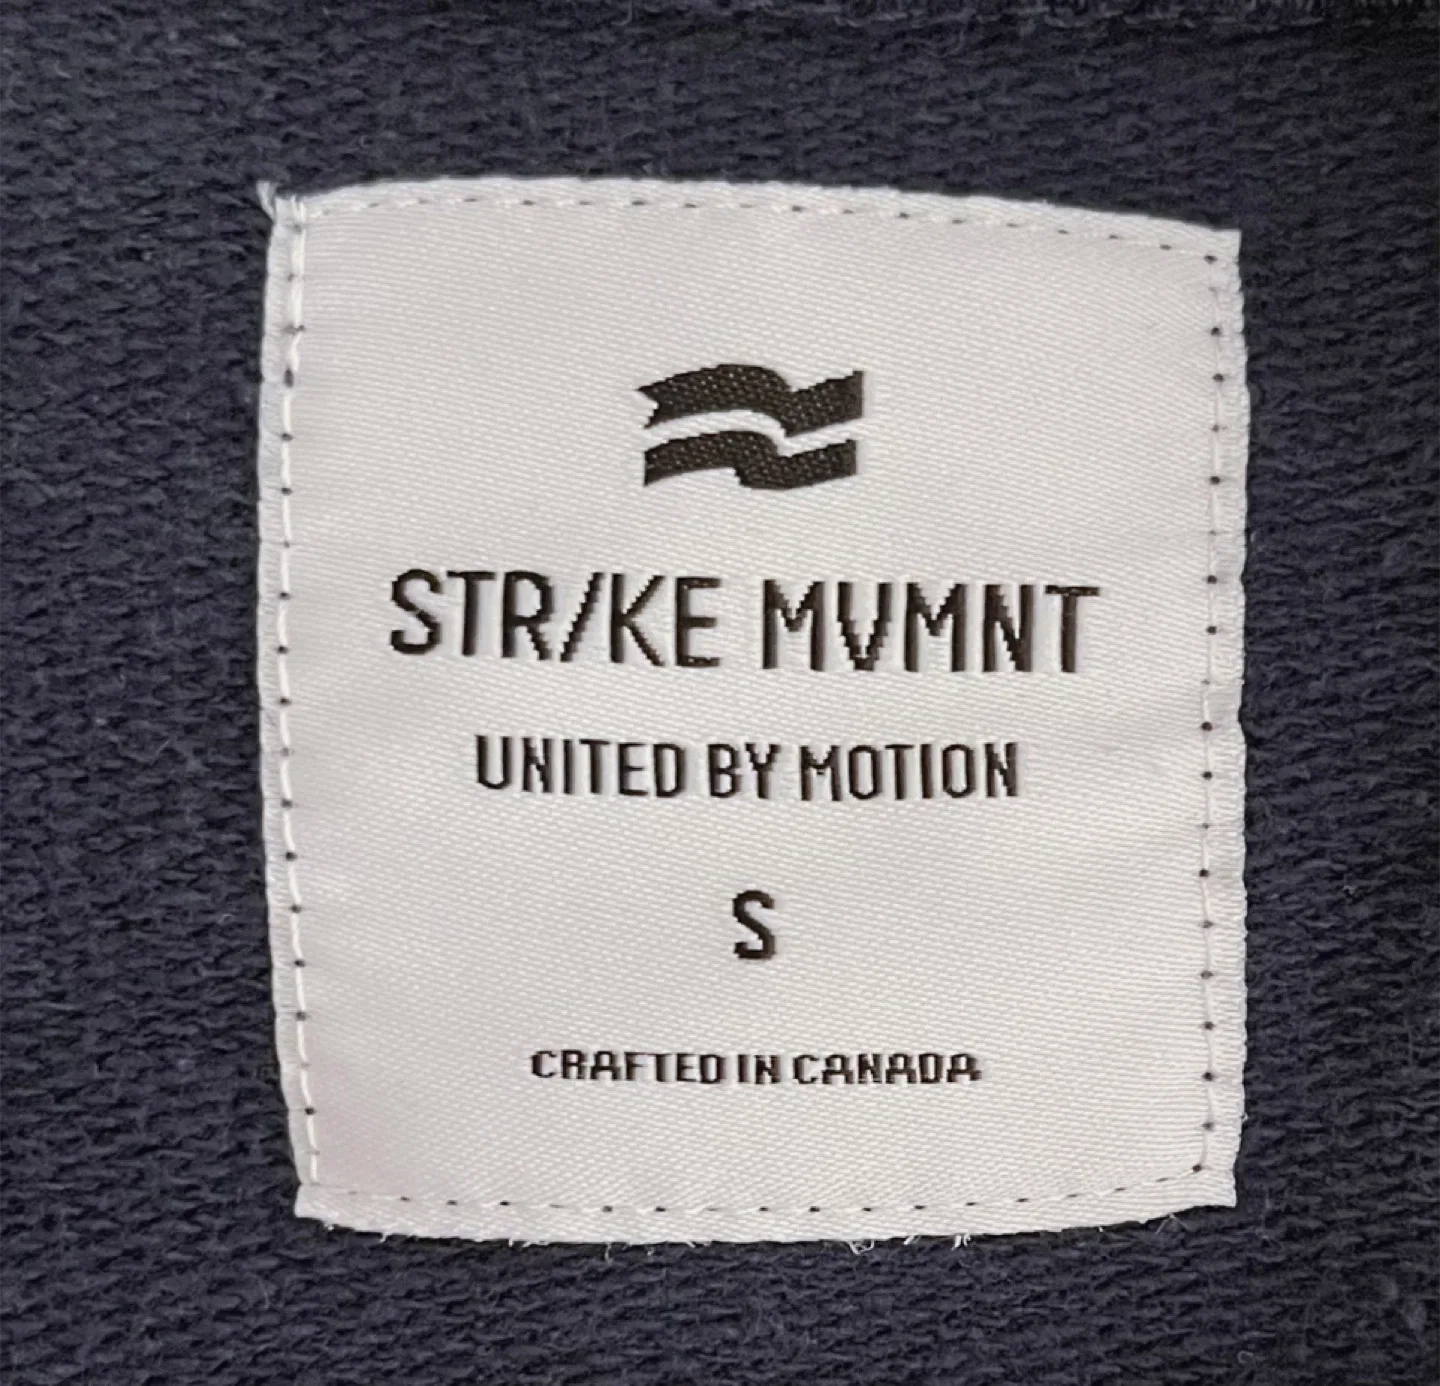 STR/KE MVMNT
UNITED BY MOTION
S
CRAFTED IN CANADA